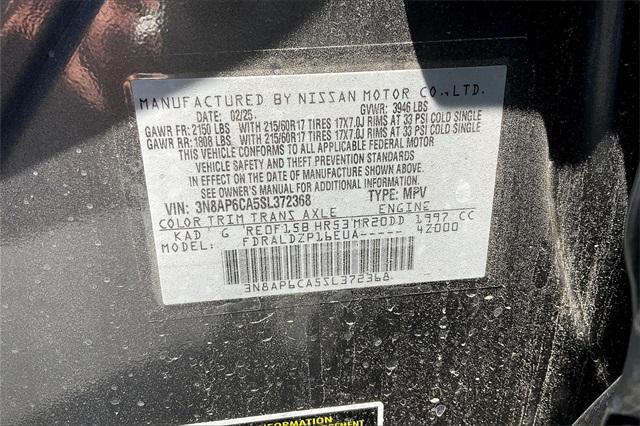 MANUFACTURED BY NISSAN MOTOR CO., LTD.
DATE: 02/25 GVWR: 3946 LBS
GAWR FR: 2150 LBS WITH 215/60R17 TIRES 17X7.0J RIMS AT 33 PSI COLD SINGLE
GAWR RR: 1808 LBS WITH 215/60R17 TIRES 17X7.0J RIMS AT 33 PSI COLD SINGLE
THIS VEHICLE CONFORMS TO ALL APPLICABLE FEDERAL MOTOR
VEHICLE SAFETY AND THEFT PREVENTION STANDARDS
IN EFFECT ON THE DATE OF MANUFACTURE SHOWN ABOVE.
SEE OWNER'S MANUAL FOR ADDITIONAL INFORMATION
VIN: 3N8AP6CA5SL372368 TYPE: MPV
COLOR TRIM TRANS AXLE ENGINE
KAD G RE0F15B HR53 MR20DD 1997 CC
MODEL: FDRALDZP16EUA----- 4Z000
3N8AP6CA5SL372368
INFORMATION